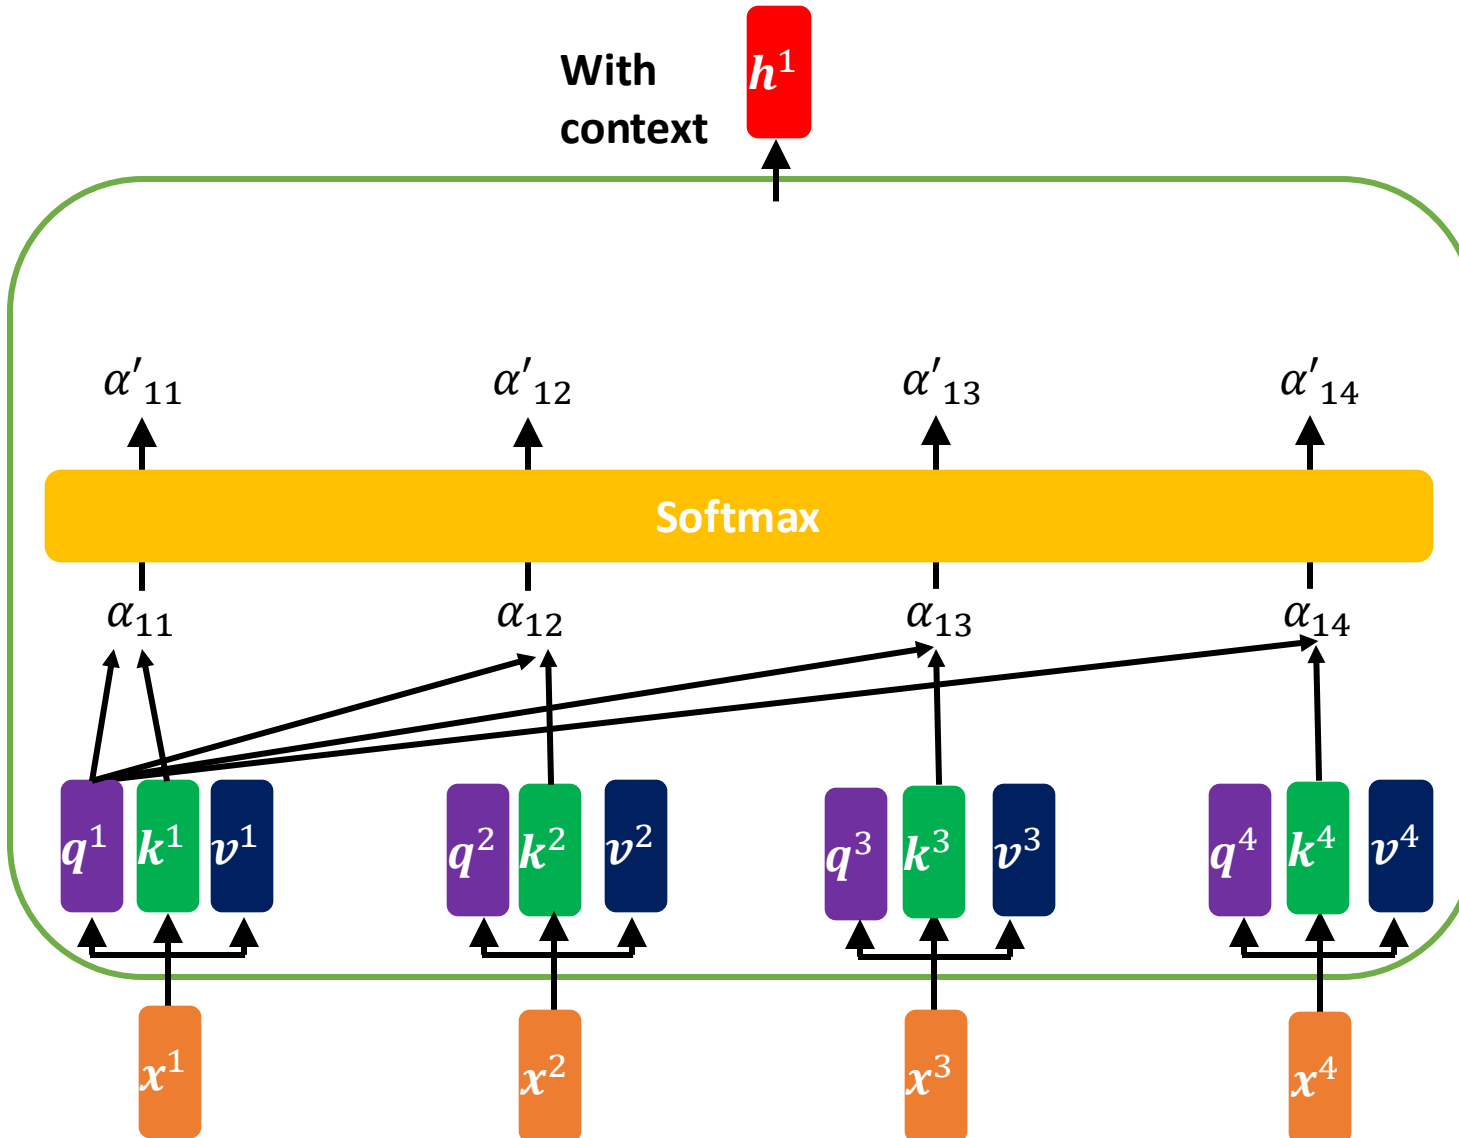 With
context
h¹
α′₁₁ α′₁₂ α′₁₃ α′₁₄
Softmax
α₁₁ α₁₂ α₁₃ α₁₄
q¹ k¹ v¹ q² k² v² q³ k³ v³ q⁴ k⁴ v⁴
x¹ x² x³ x⁴